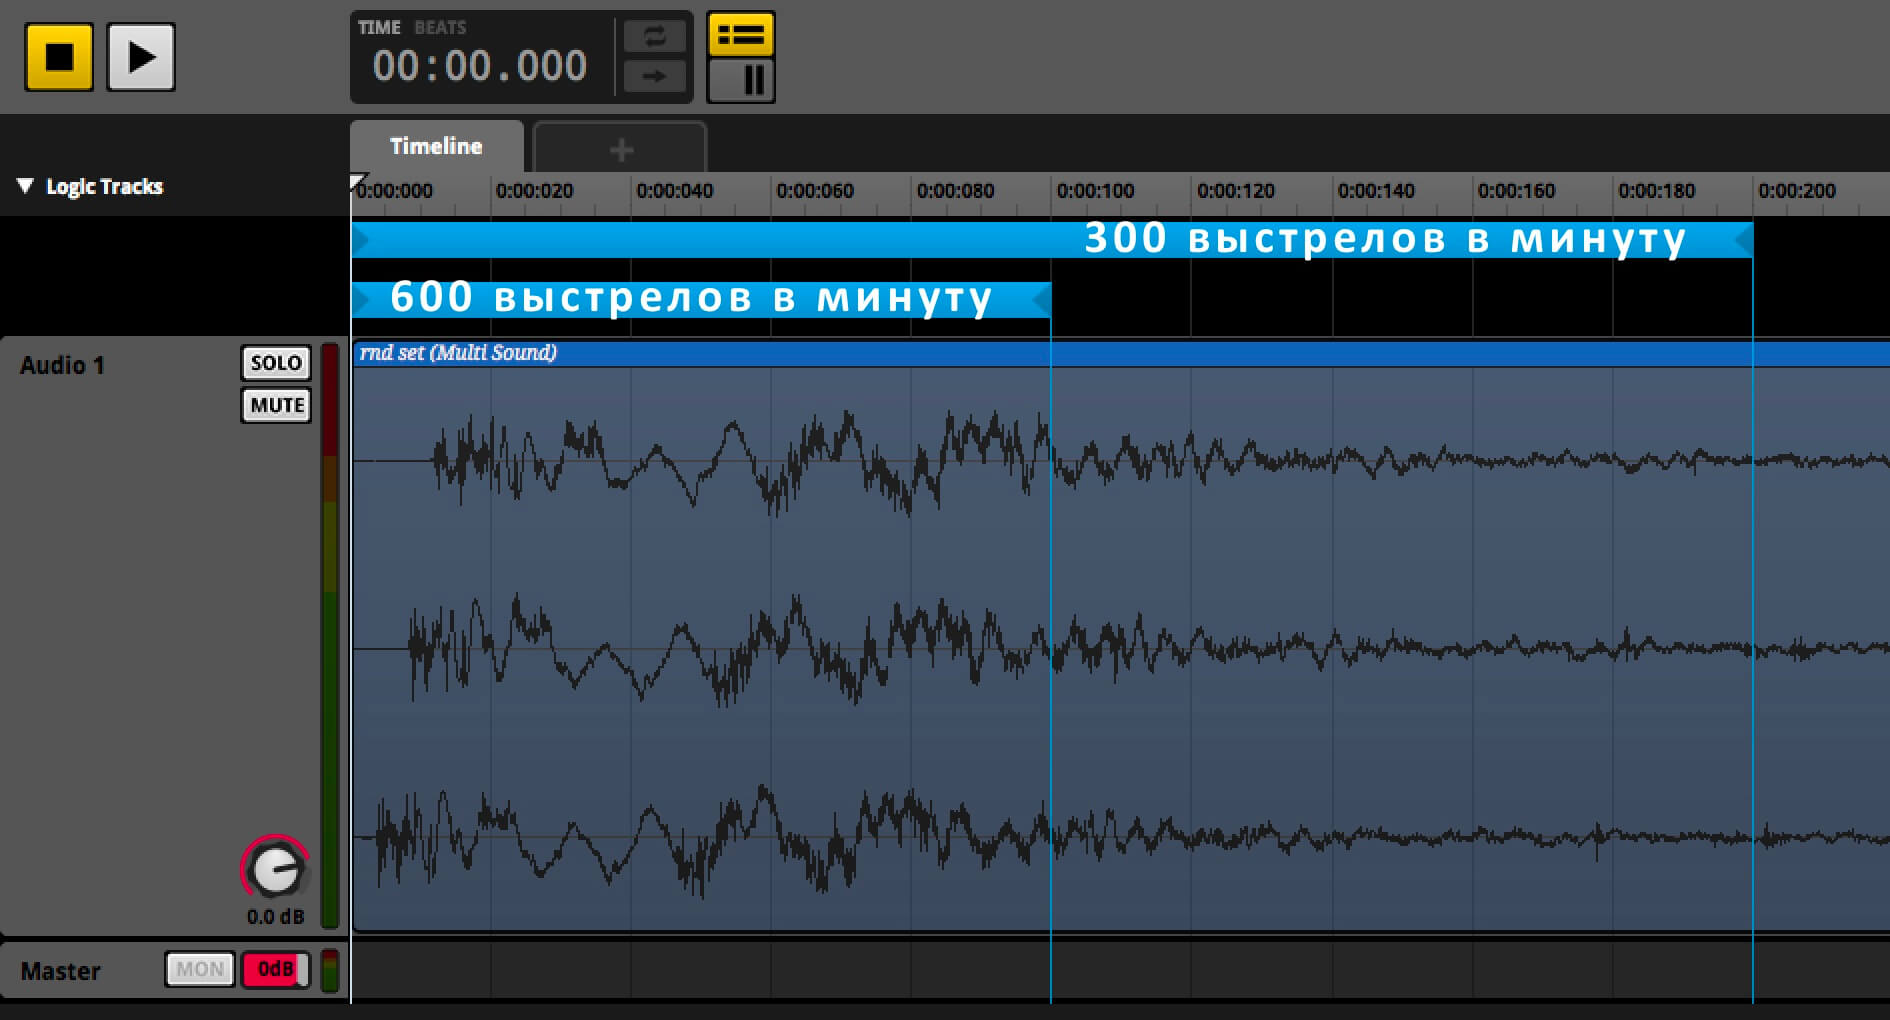 TIME BEATS
00:00.000
Timeline
+
Logic Tracks
0:00:000 0:00:020 0:00:040 0:00:060 0:00:080 0:00:100 0:00:120 0:00:140 0:00:160 0:00:180 0:00:200
300 выстрелов в минуту
600 выстрелов в минуту
Audio 1
SOLO
MUTE
rnd set (Multi Sound)
0.0 dB
Master
MON
0dB